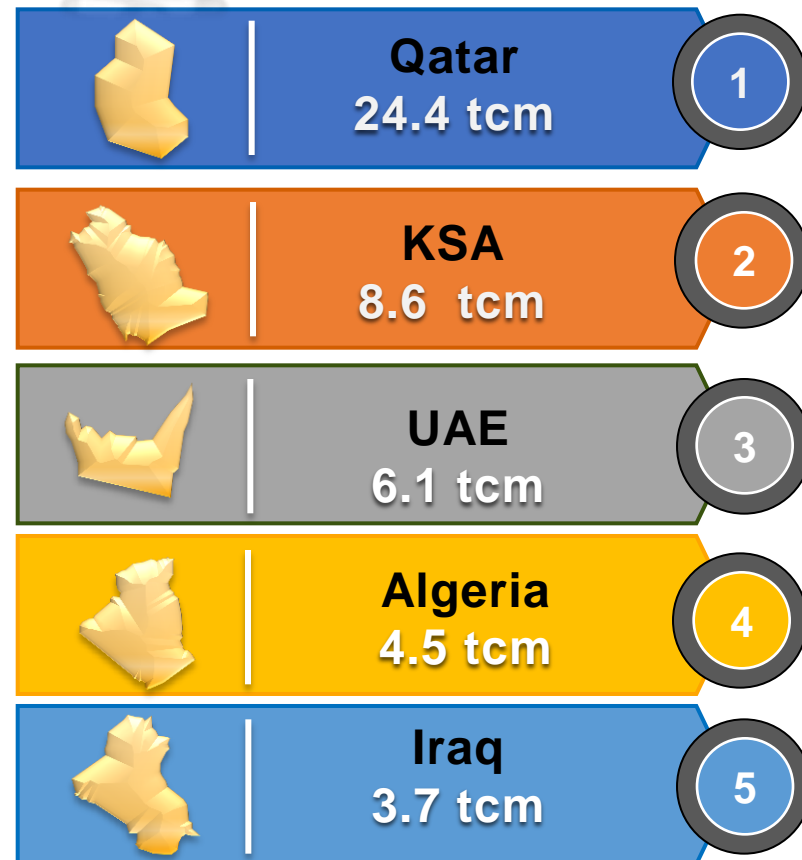 Qatar
24.4 tcm
1
KSA
8.6 tcm
2
UAE
6.1 tcm
3
Algeria
4.5 tcm
4
Iraq
3.7 tcm
5